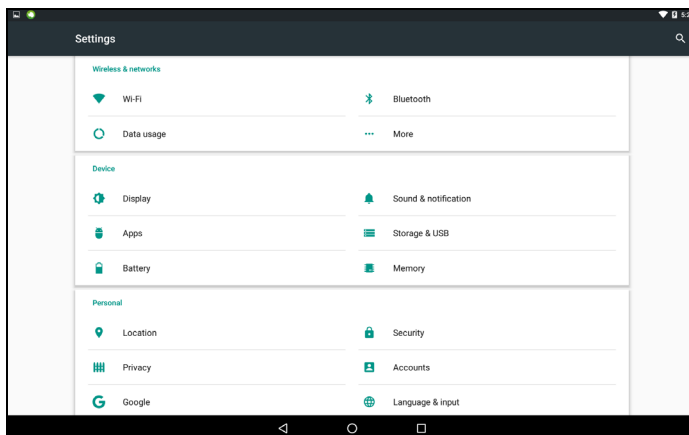 Settings
Wireless & networks
Wi-Fi Bluetooth
Data usage More
Device
Display Sound & notification
Apps Storage & USB
Battery Memory
Personal
Location Security
Privacy Accounts
Google Language & input